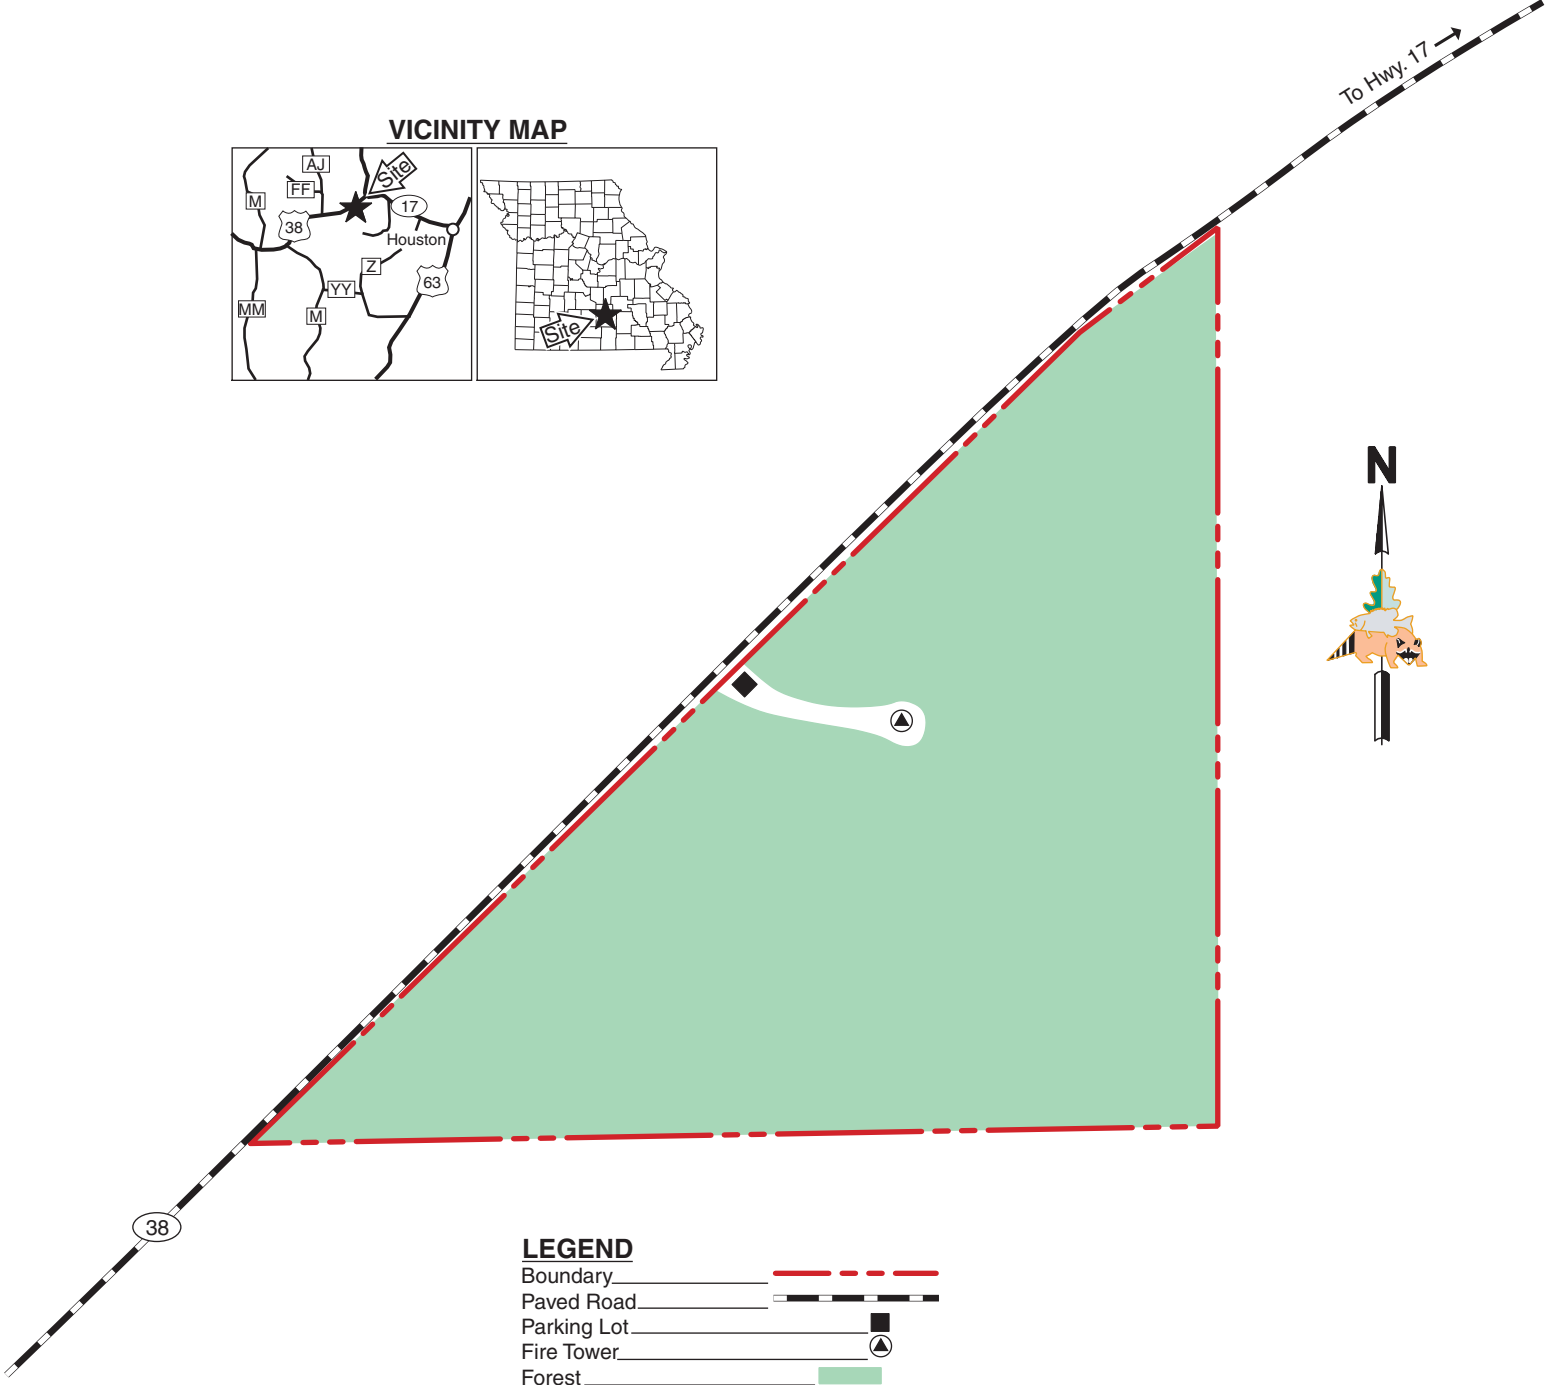 To Hwy. 17
VICINITY MAP
AJ
Site
FF
M
17
38
Houston
Z
63
YY
MM
M
Site
N
38
LEGEND
Boundary
Paved Road
Parking Lot
Fire Tower
Forest